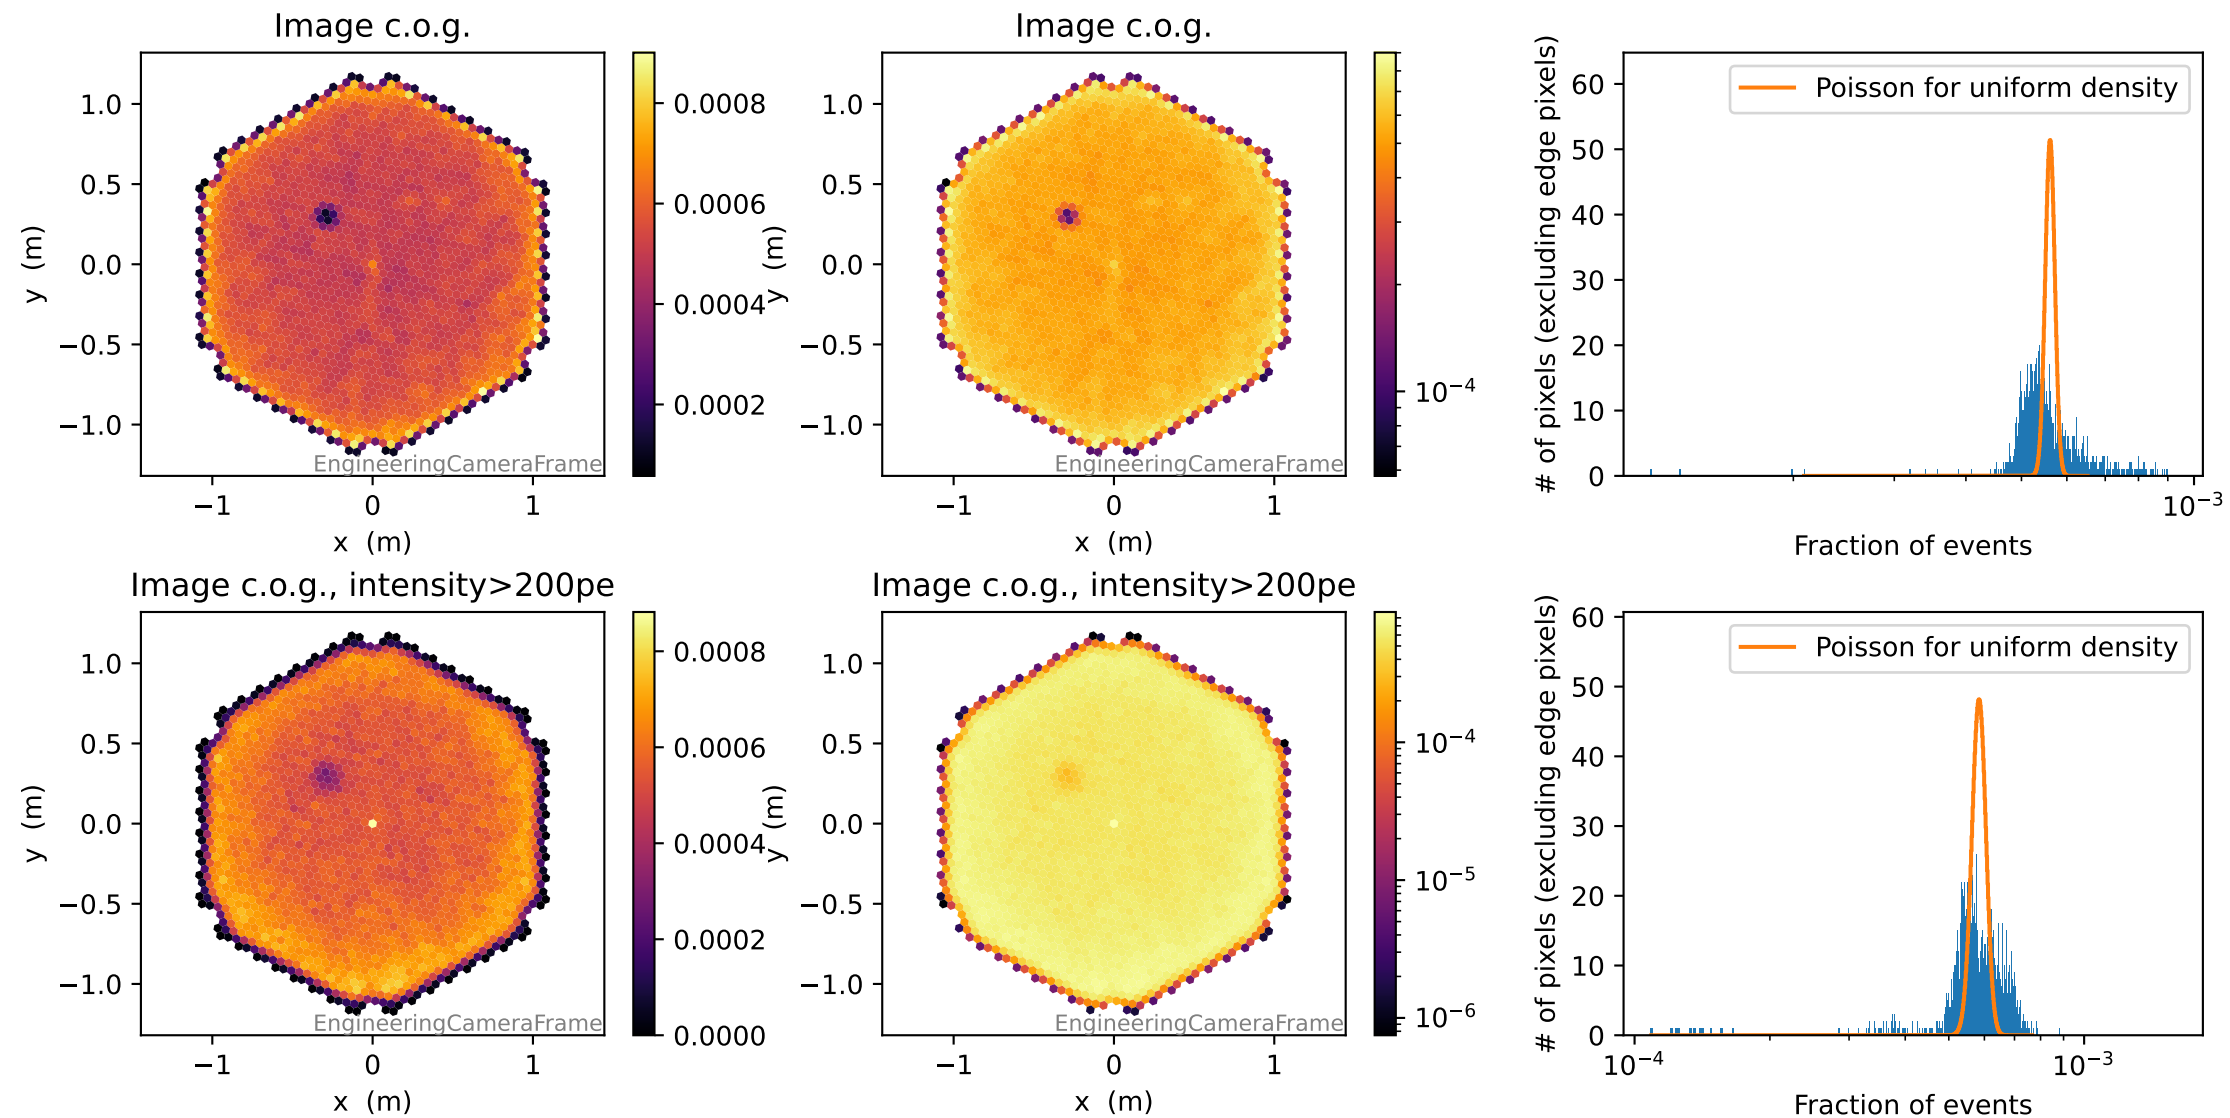 Image c.o.g.
1.0
0.5
0.0
−0.5
−1.0
y (m)
EngineeringCameraFrame
−1 0 1
x (m)
0.0008
0.0006
0.0004
0.0002
Image c.o.g.
1.0
0.5
0.0
−0.5
−1.0
y (m)
EngineeringCameraFrame
−1 0 1
x (m)
10⁻⁴
# of pixels (excluding edge pixels)
60
50
40
30
20
10
0
Poisson for uniform density
10⁻³
Fraction of events
Image c.o.g., intensity>200pe
1.0
0.5
0.0
−0.5
−1.0
y (m)
EngineeringCameraFrame
−1 0 1
x (m)
0.0008
0.0006
0.0004
0.0002
0.0000
Image c.o.g., intensity>200pe
1.0
0.5
0.0
−0.5
−1.0
y (m)
EngineeringCameraFrame
−1 0 1
x (m)
10⁻⁴
10⁻⁵
10⁻⁶
# of pixels (excluding edge pixels)
60
50
40
30
20
10
0
Poisson for uniform density
10⁻⁴ 10⁻³
Fraction of events